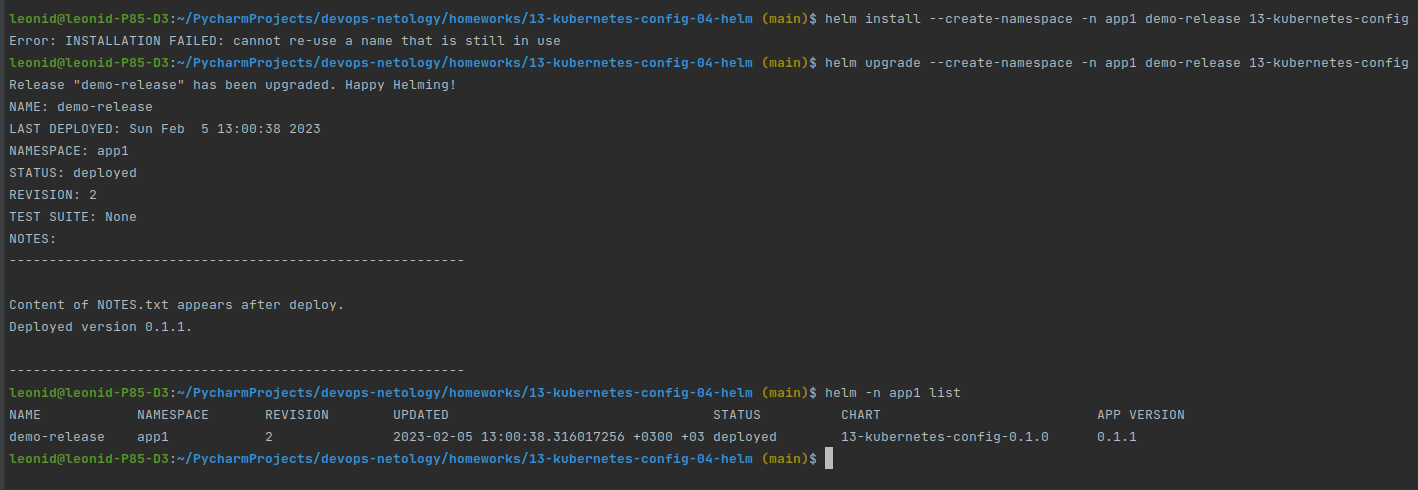 leonid@leonid-P85-D3:~/PycharmProjects/devops-netology/homeworks/13-kubernetes-config-04-helm (main)$ helm install --create-namespace -n app1 demo-release 13-kubernetes-config
Error: INSTALLATION FAILED: cannot re-use a name that is still in use
leonid@leonid-P85-D3:~/PycharmProjects/devops-netology/homeworks/13-kubernetes-config-04-helm (main)$ helm upgrade --create-namespace -n app1 demo-release 13-kubernetes-config
Release "demo-release" has been upgraded. Happy Helming!
NAME: demo-release
LAST DEPLOYED: Sun Feb  5 13:00:38 2023
NAMESPACE: app1
STATUS: deployed
REVISION: 2
TEST SUITE: None
NOTES:
---------------------------------------------------------
Content of NOTES.txt appears after deploy.
Deployed version 0.1.1.
---------------------------------------------------------
leonid@leonid-P85-D3:~/PycharmProjects/devops-netology/homeworks/13-kubernetes-config-04-helm (main)$ helm -n app1 list
NAME            NAMESPACE       REVISION        UPDATED                                 STATUS          CHART                           APP VERSION
demo-release    app1            2               2023-02-05 13:00:38.316017256 +0300 +03 deployed        13-kubernetes-config-0.1.0      0.1.1
leonid@leonid-P85-D3:~/PycharmProjects/devops-netology/homeworks/13-kubernetes-config-04-helm (main)$